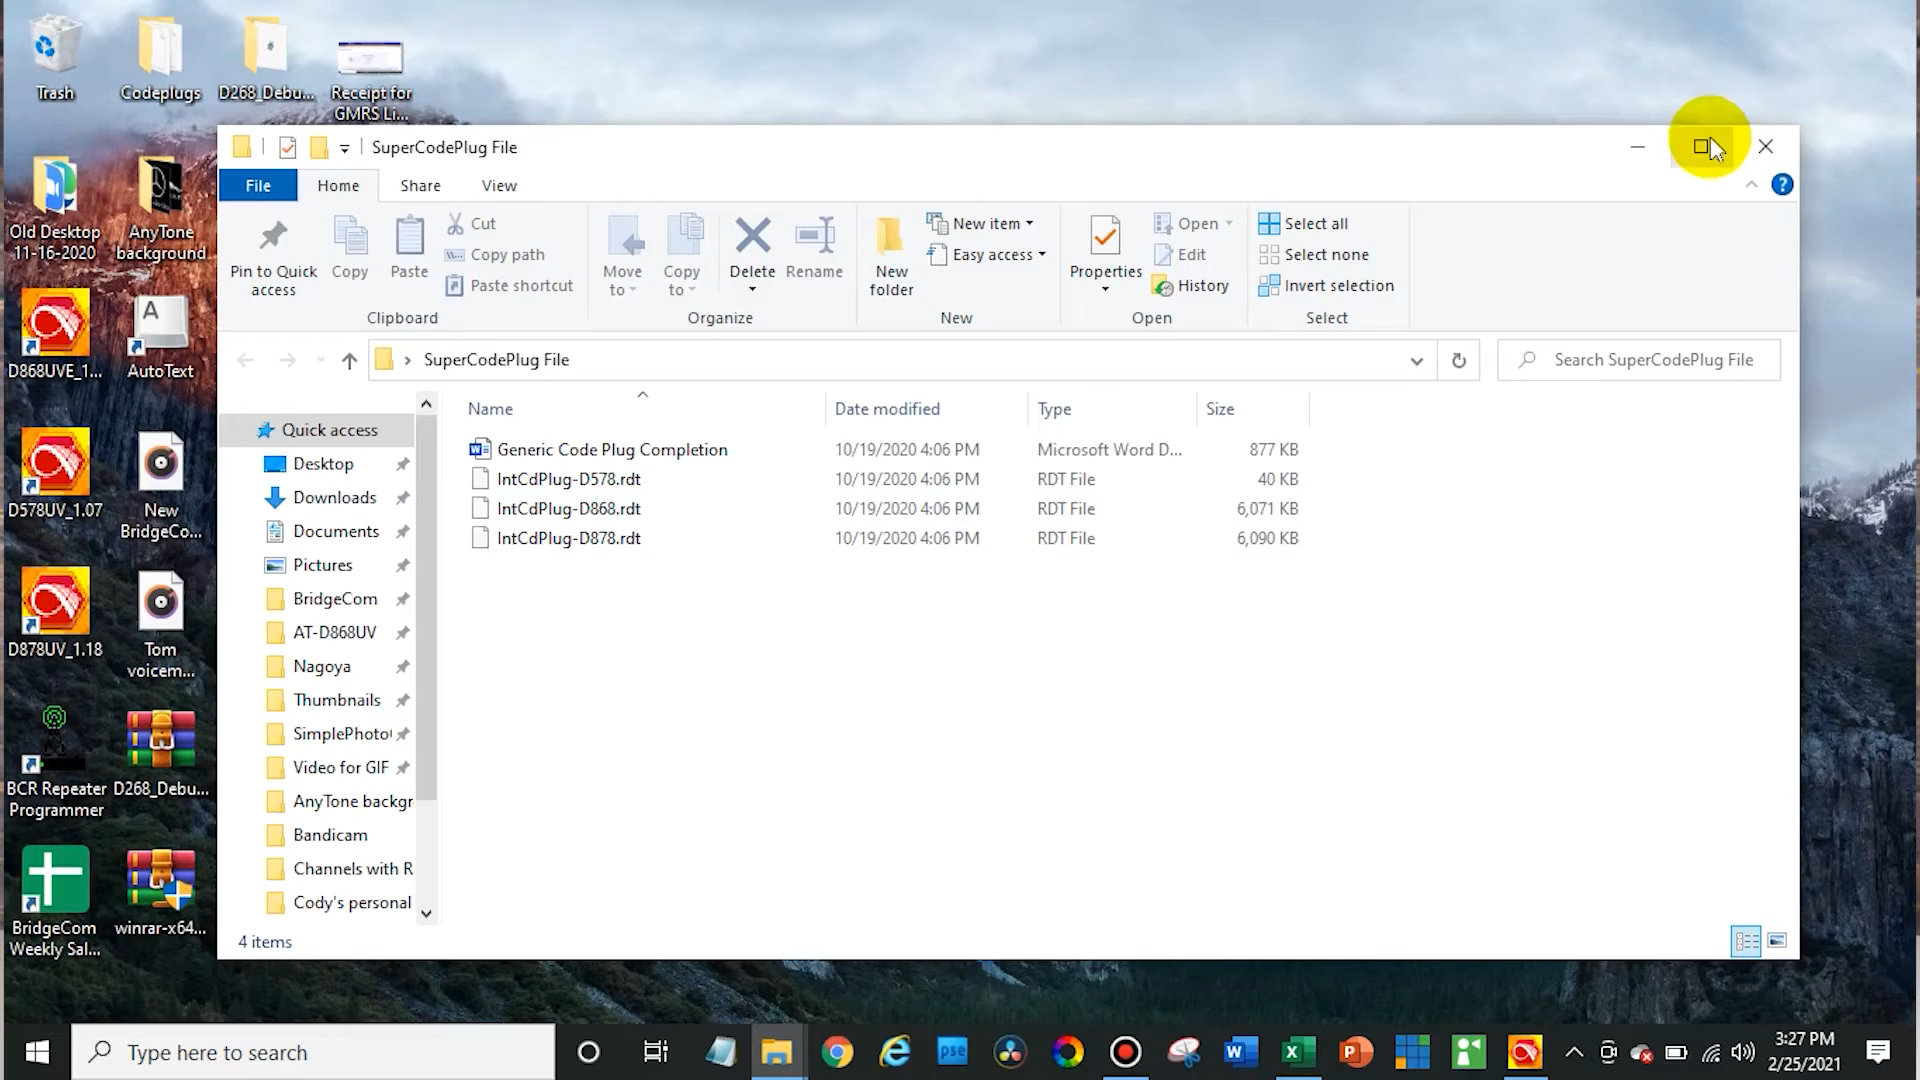 Trash
Codeplugs
D268_Debu...
Receipt for
GMRS Li...
Old Desktop
11-16-2020
AnyTone
background
D868UVE_1...
AutoText
D578UV_1.07
New
BridgeCo...
D878UV_1.18
Tom
voicem...
BCR Repeater
Programmer
D268_Debu...
BridgeCom
Weekly Sal...
winrar-x64...
SuperCodePlug File
File
Home
Share
View
Pin to Quick
access
Copy
Paste
Cut
Copy path
Paste shortcut
Clipboard
Move
to
Copy
to
Delete
Rename
Organize
New
folder
New item
Easy access
New
Properties
Open
Edit
History
Open
Select all
Select none
Invert selection
Select
SuperCodePlug File
Search SuperCodePlug File
Quick access
Desktop
Downloads
Documents
Pictures
BridgeCom
AT-D868UV
Nagoya
Thumbnails
SimplePhoto
Video for GIF
AnyTone backgr
Bandicam
Channels with R
Cody's personal
Name Date modified Type Size
Generic Code Plug Completion 10/19/2020 4:06 PM Microsoft Word D... 877 KB
IntCdPlug-D578.rdt 10/19/2020 4:06 PM RDT File 40 KB
IntCdPlug-D868.rdt 10/19/2020 4:06 PM RDT File 6,071 KB
IntCdPlug-D878.rdt 10/19/2020 4:06 PM RDT File 6,090 KB
4 items
Type here to search
pse
3:27 PM
2/25/2021